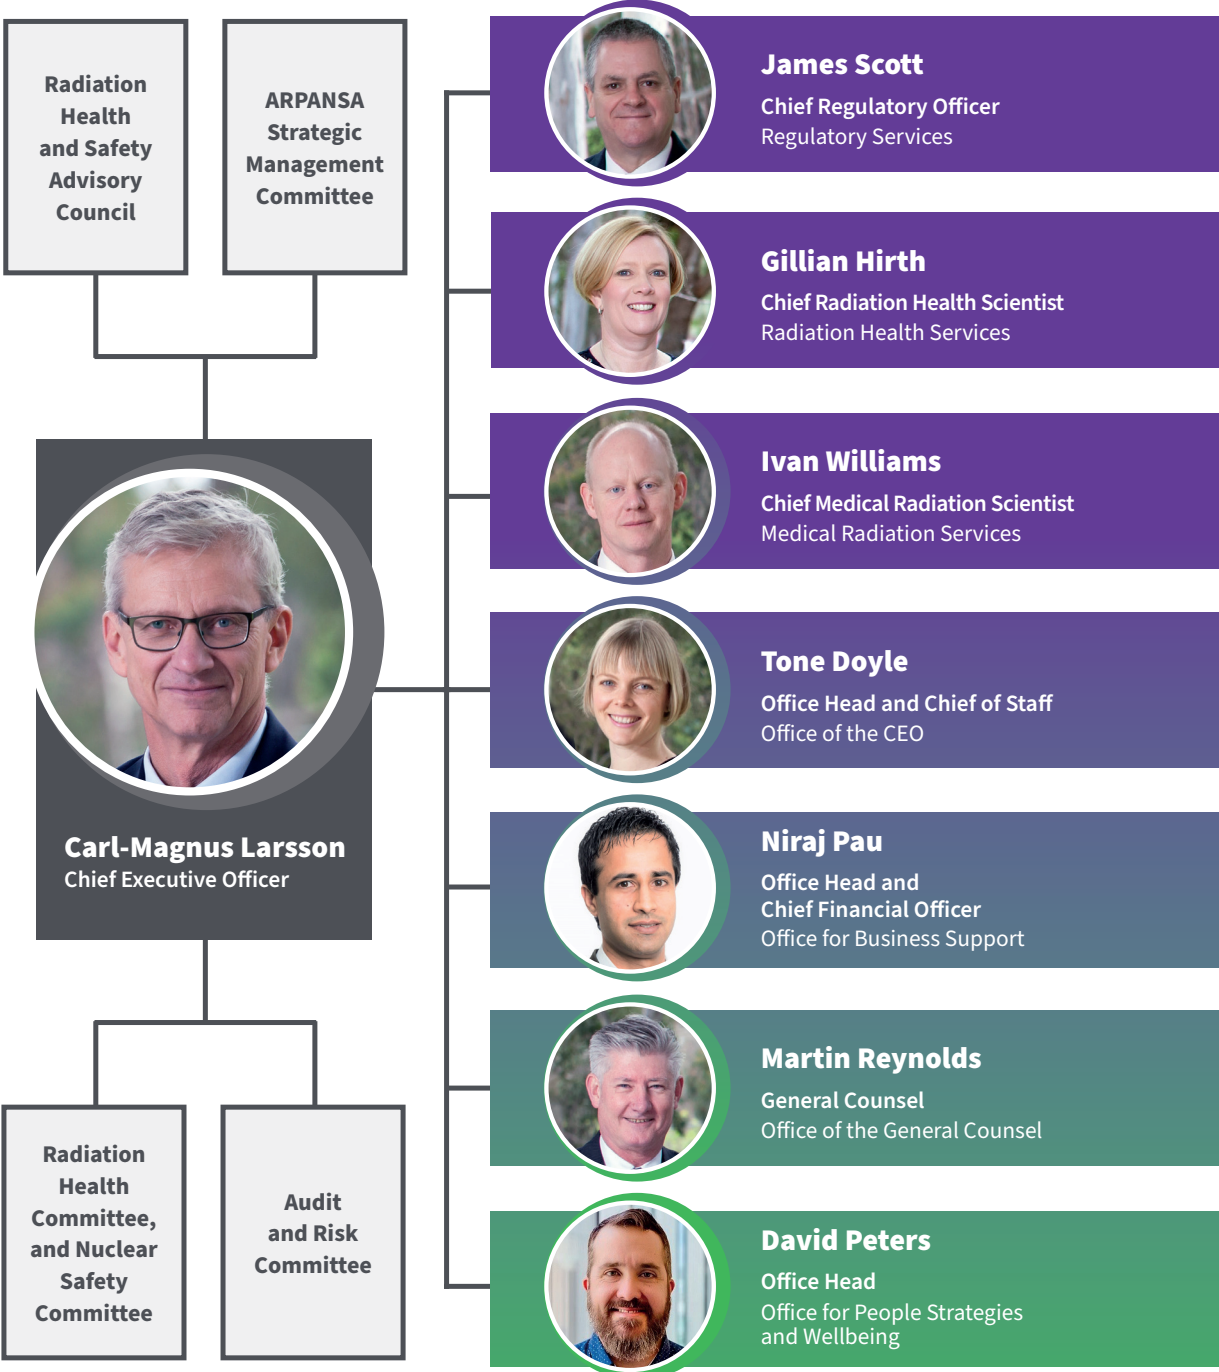 Radiation
Health
and Safety
Advisory
Council
ARPANSA
Strategic
Management
Committee
Carl-Magnus Larsson
Chief Executive Officer
Radiation
Health
Committee,
and Nuclear
Safety
Committee
Audit
and Risk
Committee
James Scott
Chief Regulatory Officer
Regulatory Services
Gillian Hirth
Chief Radiation Health Scientist
Radiation Health Services
Ivan Williams
Chief Medical Radiation Scientist
Medical Radiation Services
Tone Doyle
Office Head and Chief of Staff
Office of the CEO
Niraj Pau
Office Head and
Chief Financial Officer
Office for Business Support
Martin Reynolds
General Counsel
Office of the General Counsel
David Peters
Office Head
Office for People Strategies
and Wellbeing